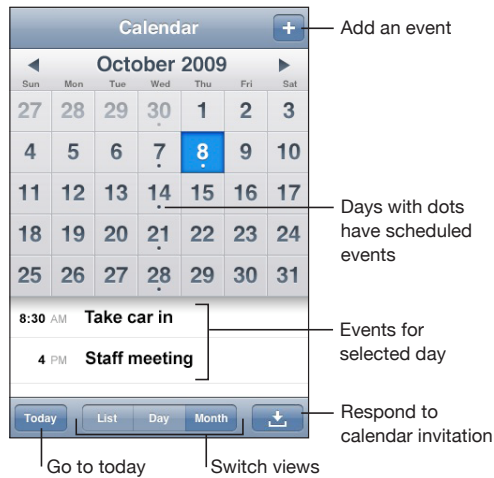 Calendar
+
Add an event
October 2009
Sun Mon Tue Wed Thu Fri Sat
27 28 29 30 1 2 3
4 5 6 7 8 9 10
11 12 13 14 15 16 17
18 19 20 21 22 23 24
25 26 27 28 29 30 31
Days with dots
have scheduled
events
8:30 AM Take car in
4 PM Staff meeting
Events for
selected day
Today List Day Month
Respond to
calendar invitation
Go to today
Switch views